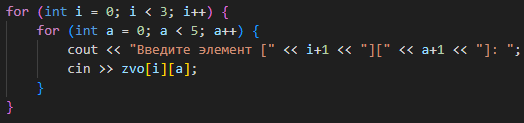 for (int i = 0; i < 3; i++) {
    for (int a = 0; a < 5; a++) {
        cout << "Введите элемент [" << i+1 << "][" << a+1 << "]: ";
        cin >> zvo[i][a];
    }
}